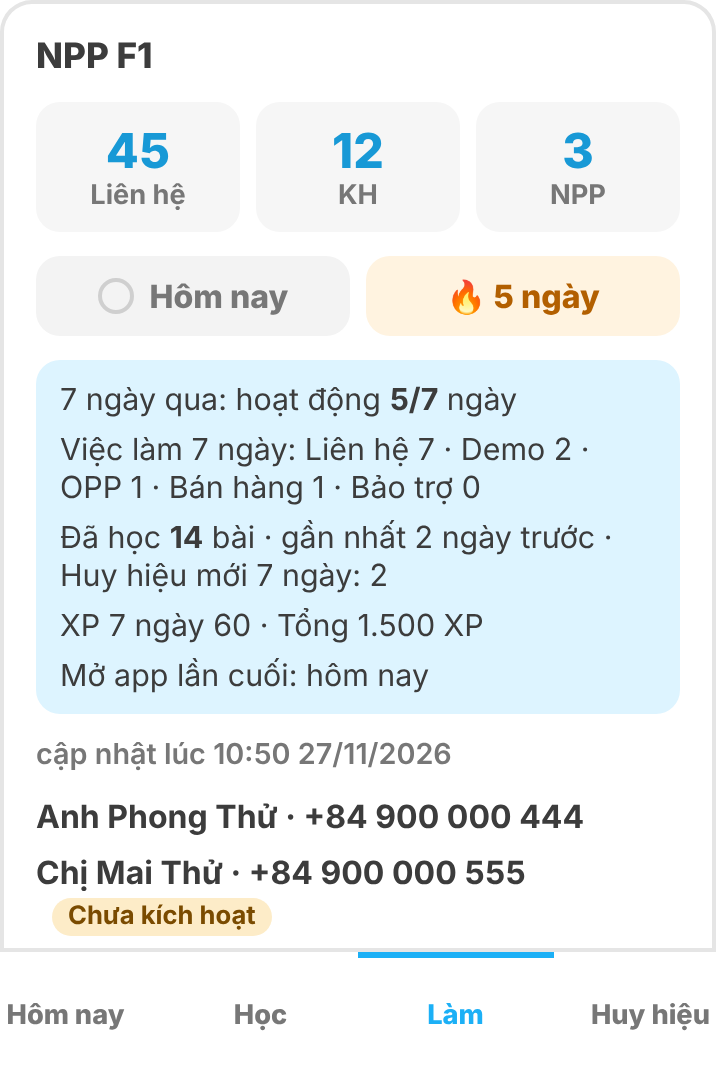 NPP F1
45
Liên hệ
12
KH
3
NPP
Hôm nay
🔥 5 ngày
7 ngày qua: hoạt động 5/7 ngày
Việc làm 7 ngày: Liên hệ 7 · Demo 2 ·
OPP 1 · Bán hàng 1 · Bảo trợ 0
Đã học 14 bài · gần nhất 2 ngày trước ·
Huy hiệu mới 7 ngày: 2
XP 7 ngày 60 · Tổng 1.500 XP
Mở app lần cuối: hôm nay
cập nhật lúc 10:50 27/11/2026
Anh Phong Thử · +84 900 000 444
Chị Mai Thử · +84 900 000 555
Chưa kích hoạt
Hôm nay
Học
Làm
Huy hiệu